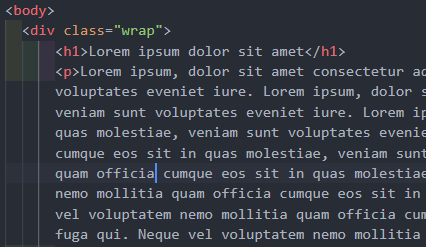 <body>
<div class="wrap">
<h1>Lorem ipsum dolor sit amet</h1>
<p>Lorem ipsum, dolor sit amet consectetur ad
voluptates eveniet iure. Lorem ipsum, dolor s
veniam sunt voluptates eveniet iure. Lorem ip
quas molestiae, veniam sunt voluptates evenie
cumque eos sit in quas molestiae, veniam sunt
quam officia cumque eos sit in quas molestiae
nemo mollitia quam officia cumque eos sit in
vel voluptatem nemo mollitia quam officia cum
fuga qui. Neque vel voluptatem nemo mollitia